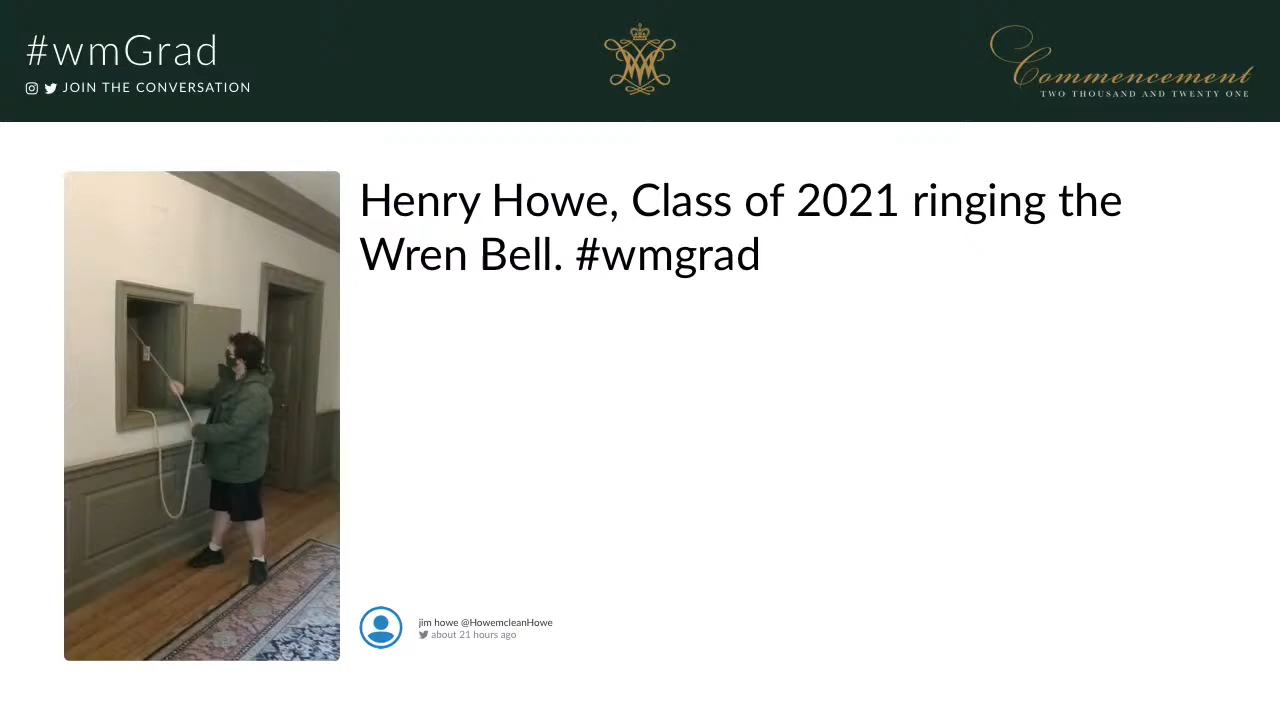 #wmGrad
JOIN THE CONVERSATION
Commencement
TWO THOUSAND AND TWENTY ONE
Henry Howe, Class of 2021 ringing the
Wren Bell. #wmgrad
jim howe @HowemcleanHowe
about 21 hours ago